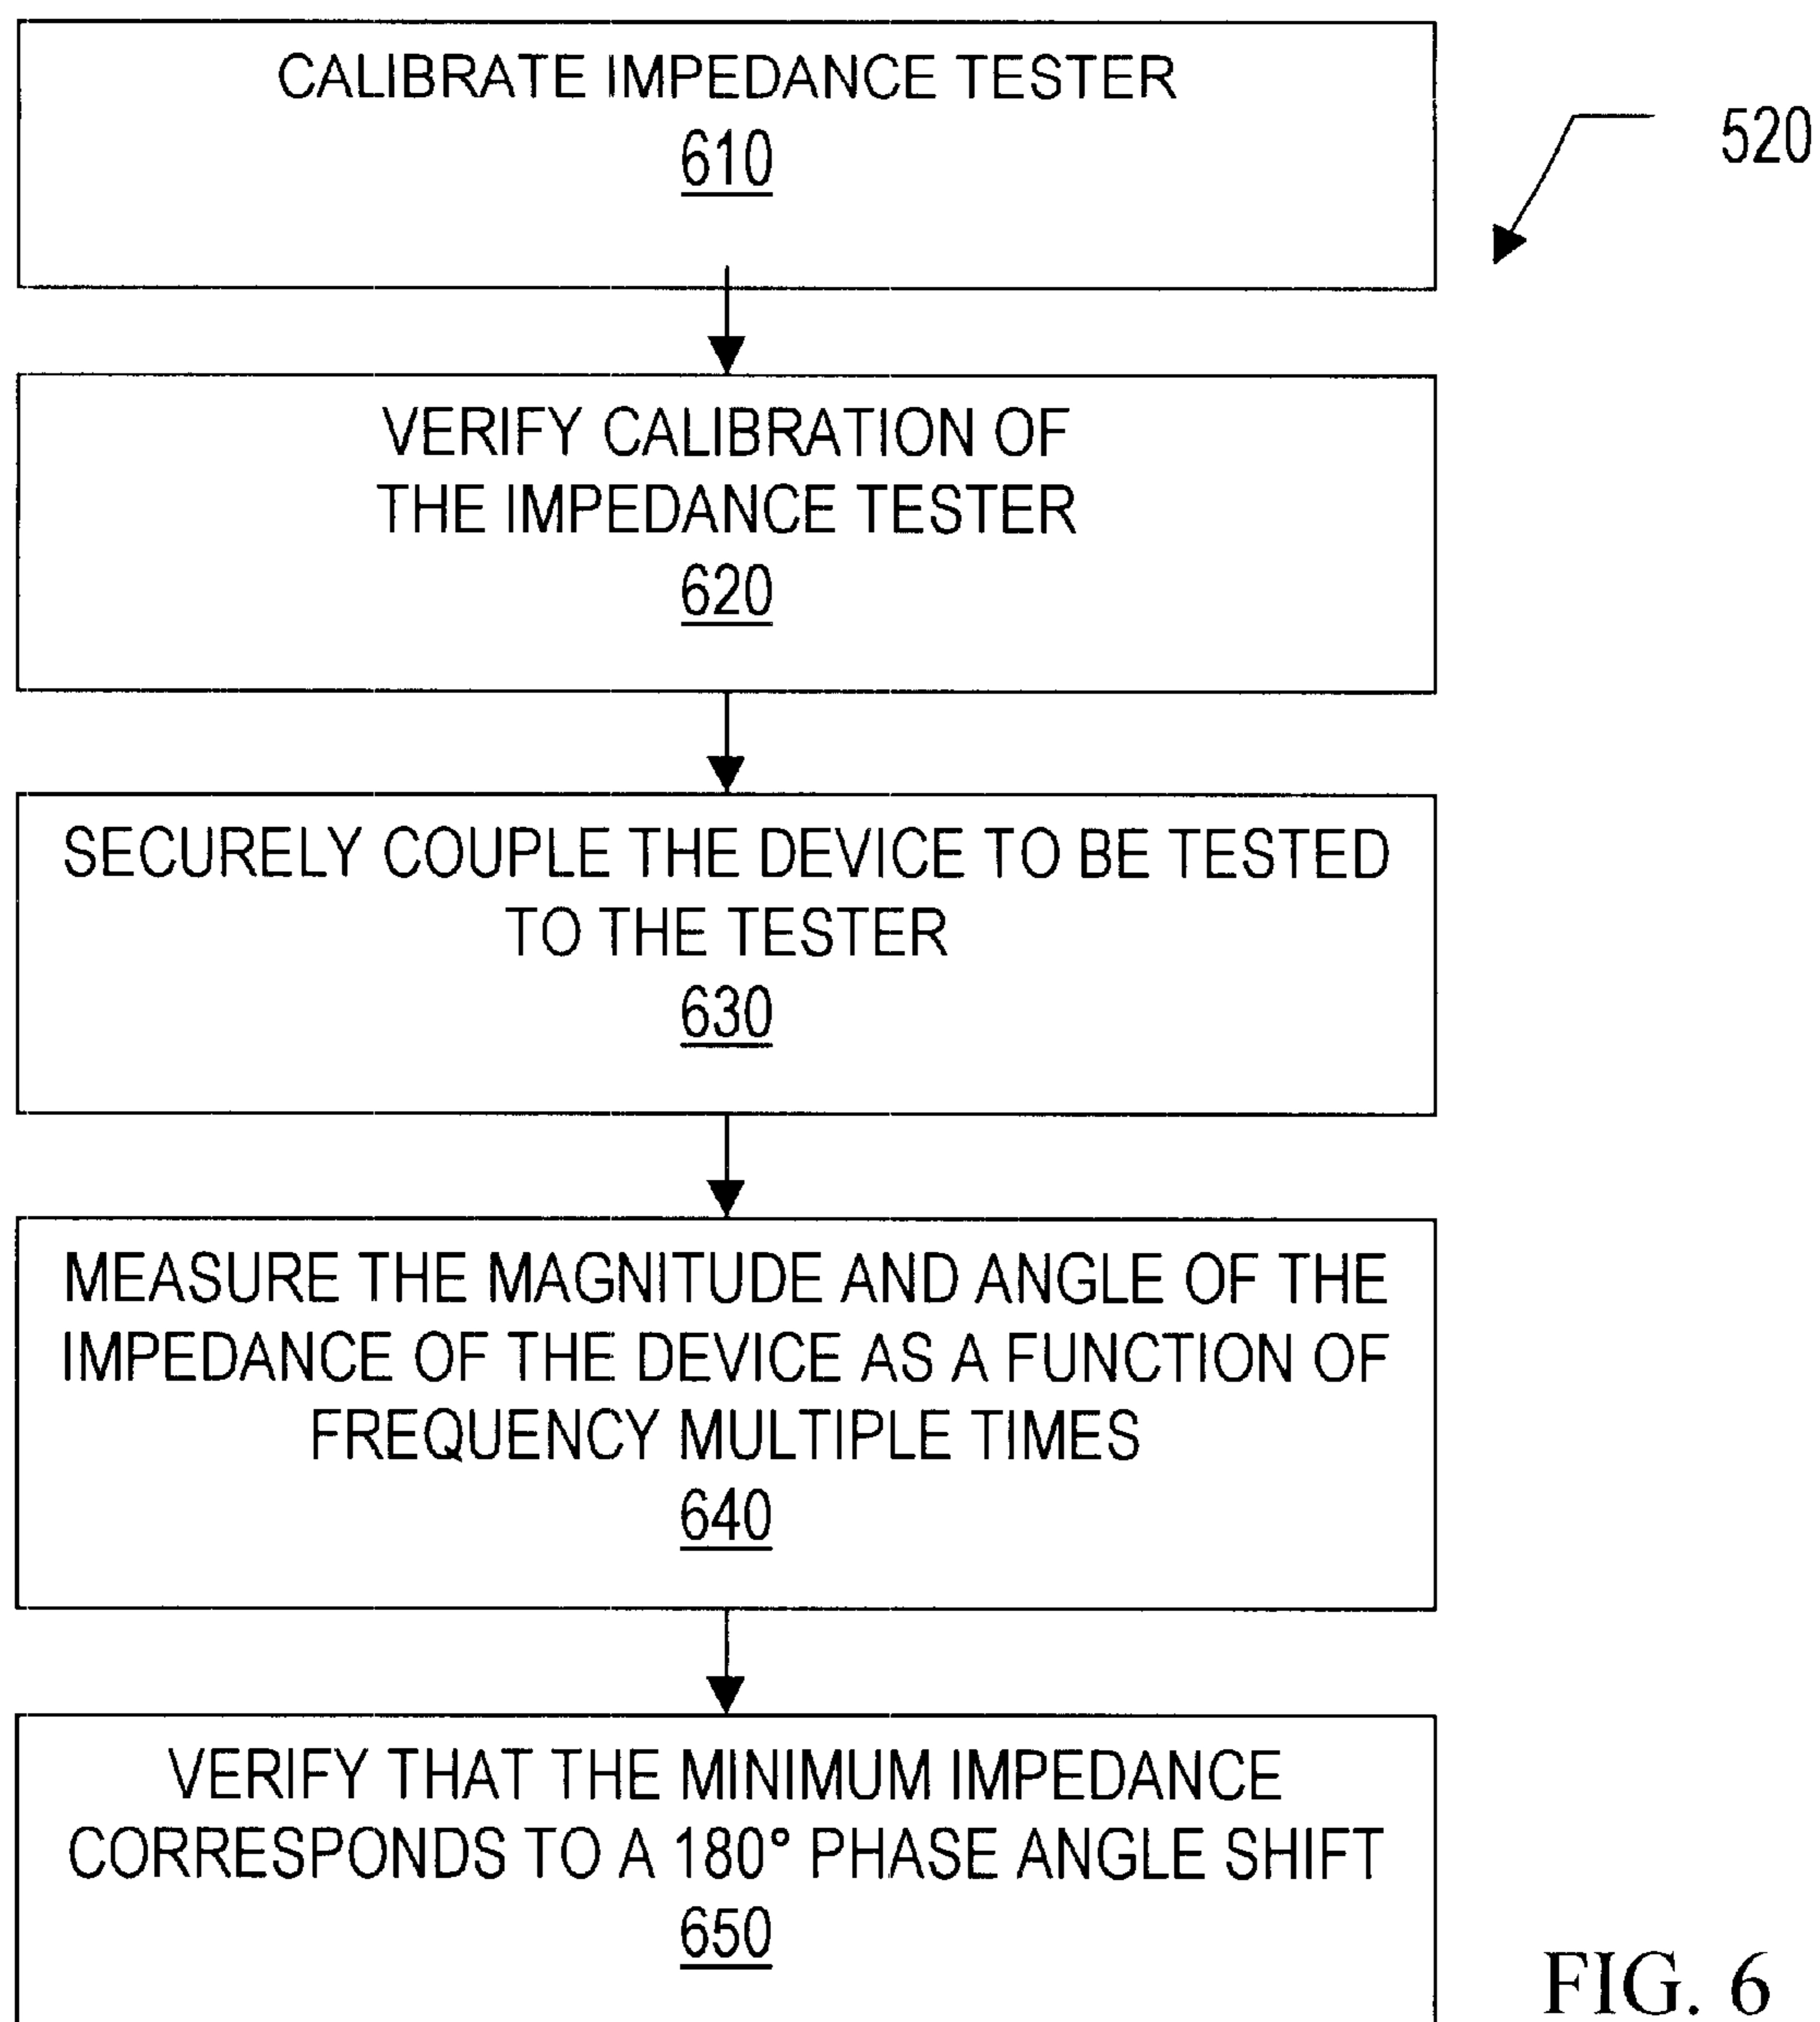 CALIBRATE IMPEDANCE TESTER
610
520
VERIFY CALIBRATION OF
THE IMPEDANCE TESTER
620
SECURELY COUPLE THE DEVICE TO BE TESTED
TO THE TESTER
630
MEASURE THE MAGNITUDE AND ANGLE OF THE
IMPEDANCE OF THE DEVICE AS A FUNCTION OF
FREQUENCY MULTIPLE TIMES
640
VERIFY THAT THE MINIMUM IMPEDANCE
CORRESPONDS TO A 180° PHASE ANGLE SHIFT
650
FIG. 6